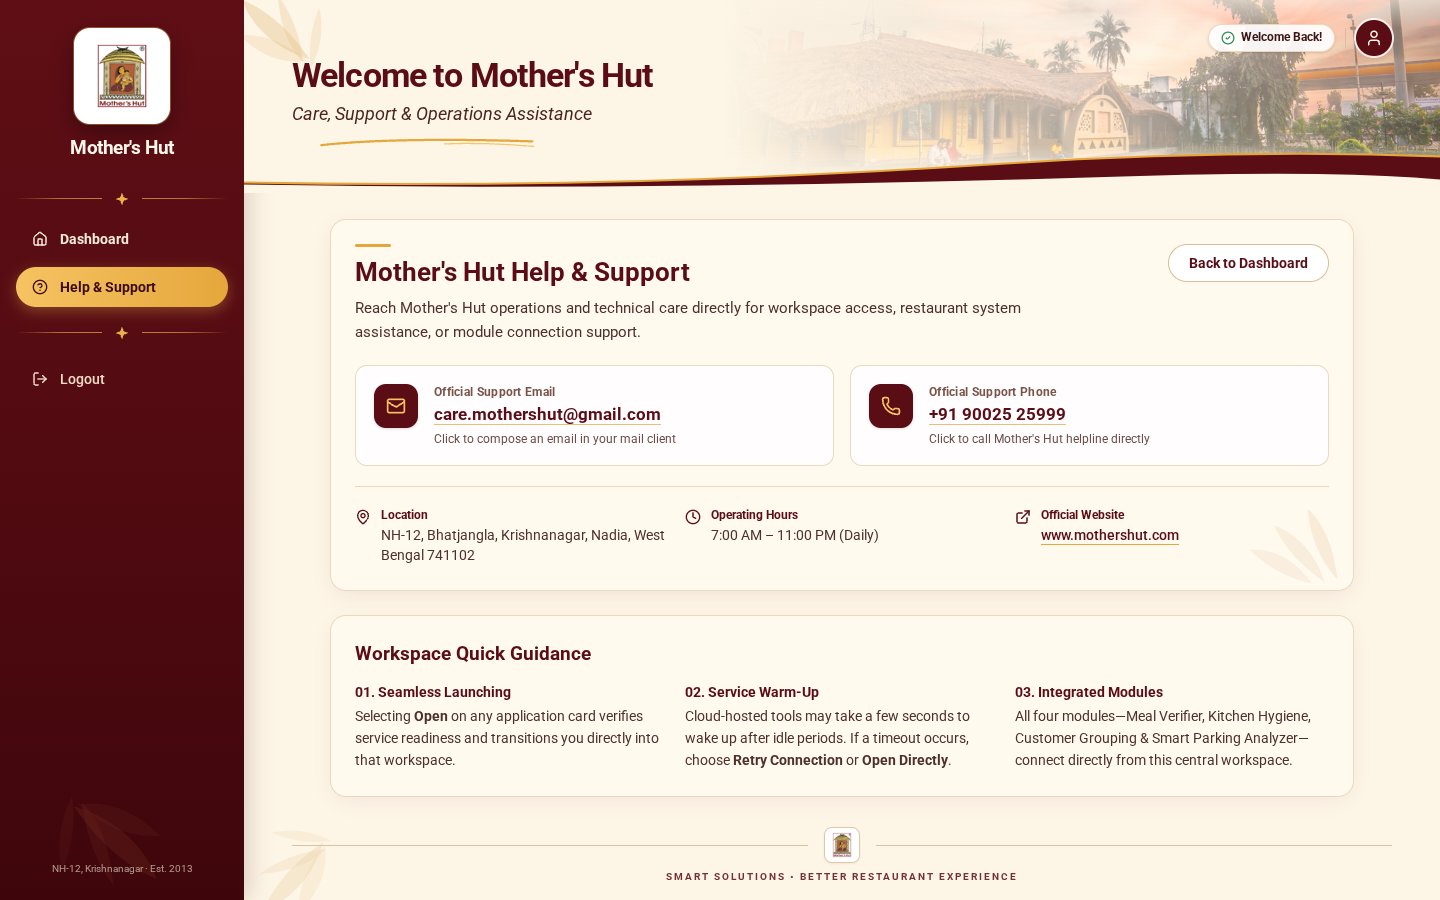 Mother's Hut
Mother's Hut
Dashboard
Help & Support
Logout
NH-12, Krishnanagar · Est. 2013
Welcome to Mother's Hut
Care, Support & Operations Assistance
Welcome Back!
Mother's Hut Help & Support
Back to Dashboard
Reach Mother's Hut operations and technical care directly for workspace access, restaurant system
assistance, or module connection support.
Official Support Email
care.mothershut@gmail.com
Click to compose an email in your mail client
Official Support Phone
+91 90025 25999
Click to call Mother's Hut helpline directly
Location
NH-12, Bhatjangla, Krishnanagar, Nadia, West
Bengal 741102
Operating Hours
7:00 AM – 11:00 PM (Daily)
Official Website
www.mothershut.com
Workspace Quick Guidance
01. Seamless Launching
Selecting Open on any application card verifies
service readiness and transitions you directly into
that workspace.
02. Service Warm-Up
Cloud-hosted tools may take a few seconds to
wake up after idle periods. If a timeout occurs,
choose Retry Connection or Open Directly.
03. Integrated Modules
All four modules—Meal Verifier, Kitchen Hygiene,
Customer Grouping & Smart Parking Analyzer—
connect directly from this central workspace.
Mother's Hut
SMART SOLUTIONS • BETTER RESTAURANT EXPERIENCE